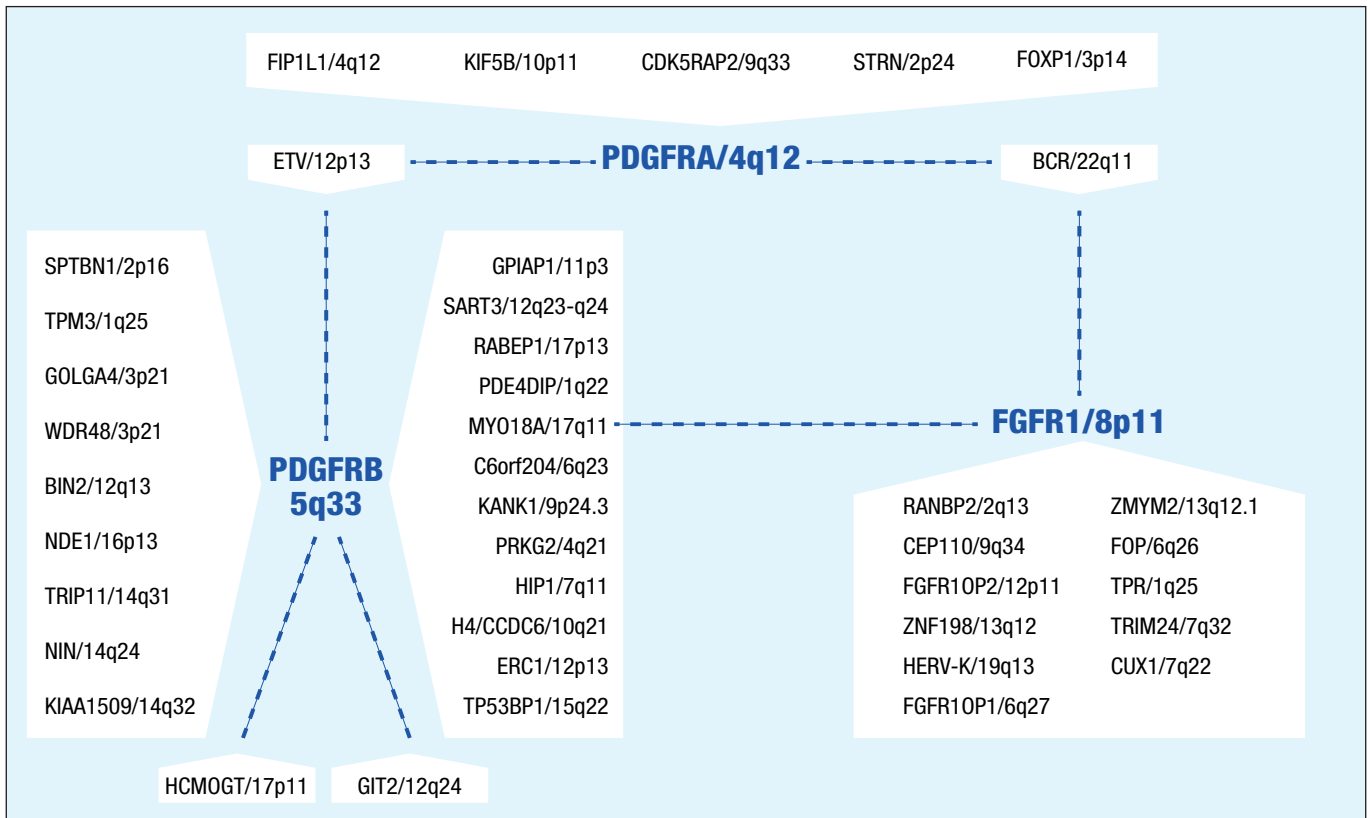 FIP1L1/4q12
KIF5B/10p11
CDK5RAP2/9q33
STRN/2p24
FOXP1/3p14
ETV/12p13
PDGFRA/4q12
BCR/22q11
SPTBN1/2p16
TPM3/1q25
GOLGA4/3p21
WDR48/3p21
BIN2/12q13
NDE1/16p13
TRIP11/14q31
NIN/14q24
KIAA1509/14q32
PDGFRB
5q33
GPIAP1/11p3
SART3/12q23-q24
RABEP1/17p13
PDE4DIP/1q22
MYO18A/17q11
C6orf204/6q23
KANK1/9p24.3
PRKG2/4q21
HIP1/7q11
H4/CCDC6/10q21
ERC1/12p13
TP53BP1/15q22
FGFR1/8p11
RANBP2/2q13
CEP110/9q34
FGFR1OP2/12p11
ZNF198/13q12
HERV-K/19q13
FGFR1OP1/6q27
ZMYM2/13q12.1
FOP/6q26
TPR/1q25
TRIM24/7q32
CUX1/7q22
HCMOGT/17p11
GIT2/12q24